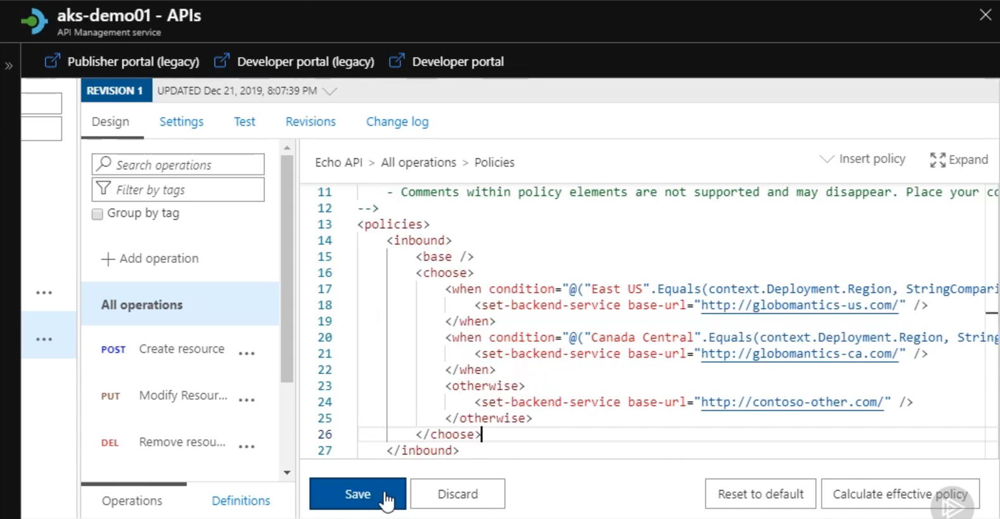 aks-demo01 - APIs
API Management service
Publisher portal (legacy)
Developer portal (legacy)
Developer portal
REVISION 1
UPDATED Dec 21, 2019, 8:07:39 PM
Design
Settings
Test
Revisions
Change log
Search operations
Filter by tags
Group by tag
Add operation
All operations
POST Create resource ...
PUT Modify Resour... ...
DEL Remove resou... ...
Operations
Definitions
Echo API > All operations > Policies
Insert policy
Expand
11 - Comments within policy elements are not supported and may disappear. Place your
12 -->
13 <policies>
14 <inbound>
15 <base />
16 <choose>
17 <when condition="@("East US".Equals(context.Deployment.Region, StringCompari
18 <set-backend-service base-url="http://globomantics-us.com/" />
19 </when>
20 <when condition="@("Canada Central".Equals(context.Deployment.Region, String
21 <set-backend-service base-url="http://globomantics-ca.com/" />
22 </when>
23 <otherwise>
24 <set-backend-service base-url="http://contoso-other.com/" />
25 </otherwise>
26 </choose>
27 </inbound>
Save
Discard
Reset to default
Calculate effective policy